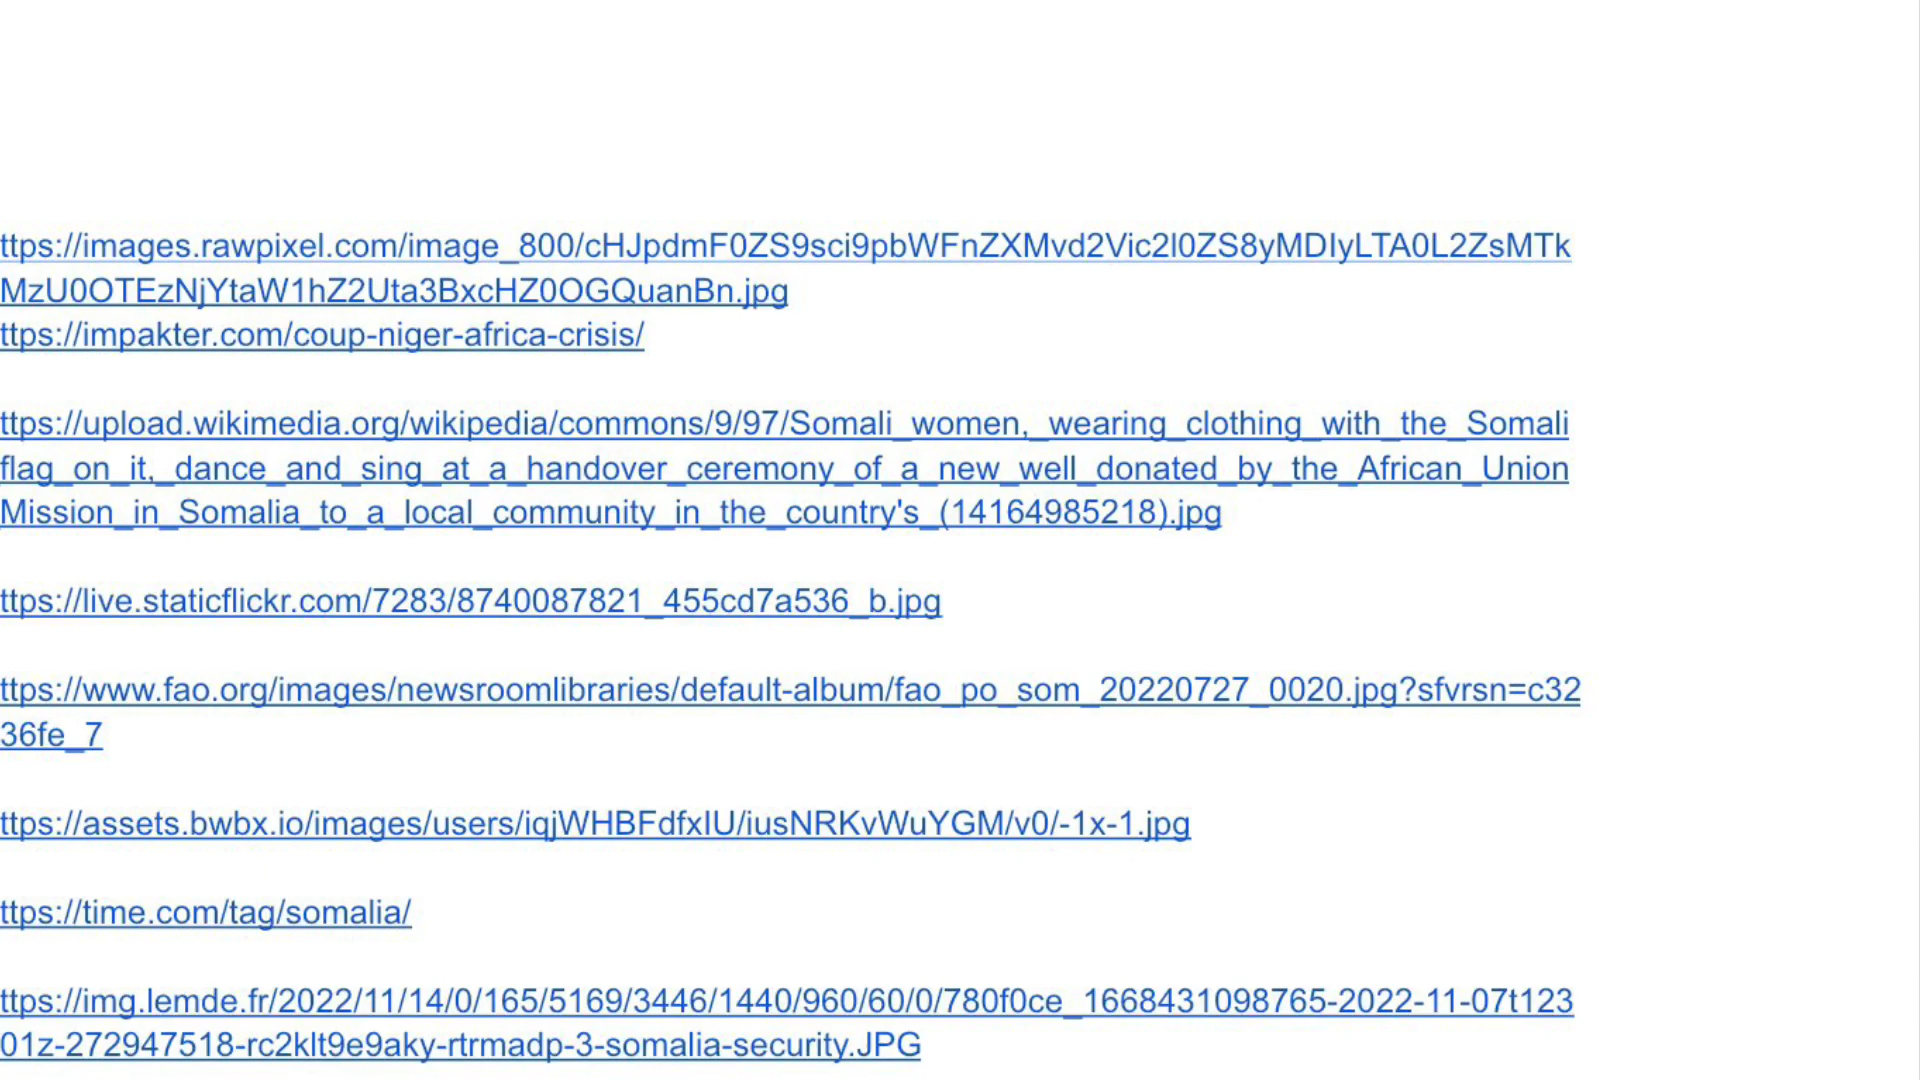 ttps://images.rawpixel.com/image_800/cHJpdmF0ZS9sci9pbWFnZXMvd2Vic2l0ZS8yMDIyLTA0L2ZsMTk
MzU0OTEzNjYtaW1hZ2Uta3BxcHZ0OGQuanBn.jpg
ttps://impakter.com/coup-niger-africa-crisis/
ttps://upload.wikimedia.org/wikipedia/commons/9/97/Somali_women,_wearing_clothing_with_the_Somali
flag_on_it,_dance_and_sing_at_a_handover_ceremony_of_a_new_well_donated_by_the_African_Union
Mission_in_Somalia_to_a_local_community_in_the_country's_(14164985218).jpg
ttps://live.staticflickr.com/7283/8740087821_455cd7a536_b.jpg
ttps://www.fao.org/images/newsroomlibraries/default-album/fao_po_som_20220727_0020.jpg?sfvrsn=c32
36fe_7
ttps://assets.bwbx.io/images/users/iqjWHBFdfxIU/iusNRKvWuYGM/v0/-1x-1.jpg
ttps://time.com/tag/somalia/
ttps://img.lemde.fr/2022/11/14/0/165/5169/3446/1440/960/60/0/780f0ce_1668431098765-2022-11-07t123
01z-272947518-rc2klt9e9aky-rtrmadp-3-somalia-security.JPG